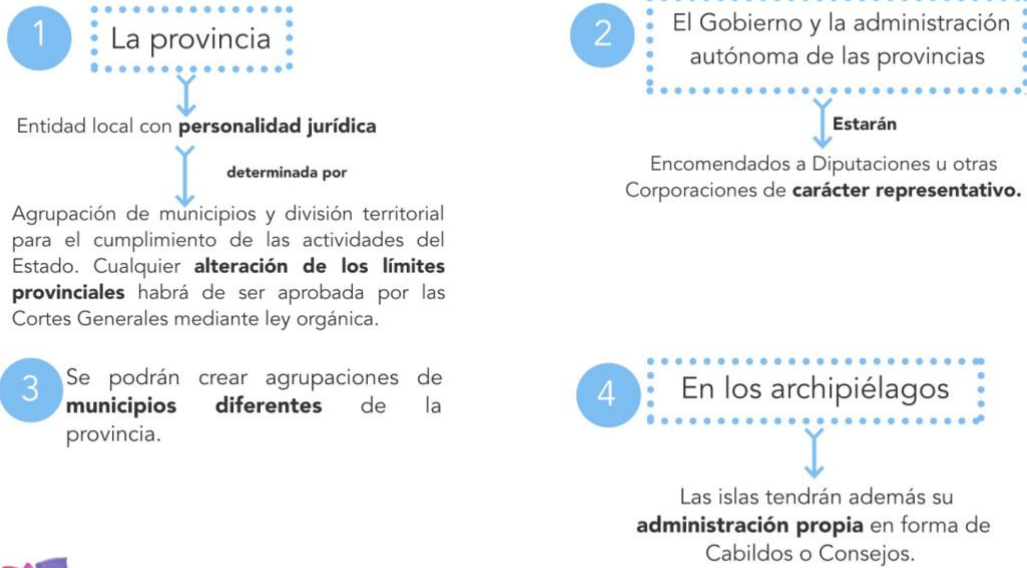 1
La provincia
Entidad local con personalidad jurídica
determinada por
Agrupación de municipios y división territorial
para el cumplimiento de las actividades del
Estado. Cualquier alteración de los límites
provinciales habrá de ser aprobada por las
Cortes Generales mediante ley orgánica.
2
El Gobierno y la administración
autónoma de las provincias
Estarán
Encomendados a Diputaciones u otras
Corporaciones de carácter representativo.
3
Se podrán crear agrupaciones de
municipios diferentes de la
provincia.
4
En los archipiélagos
Las islas tendrán además su
administración propia en forma de
Cabildos o Consejos.